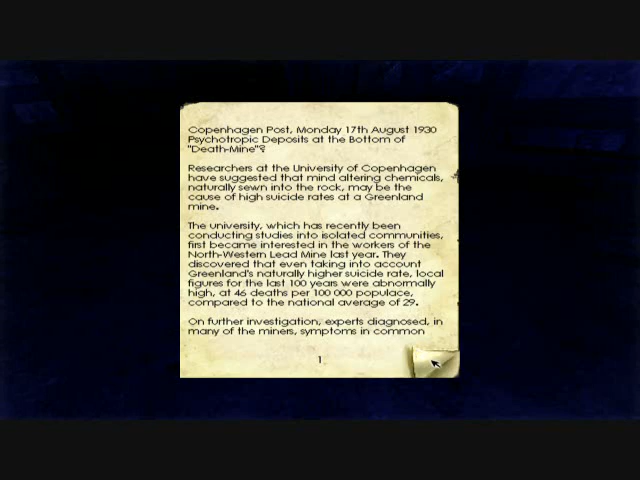 Copenhagen Post, Monday 17th August 1930
Psychotropic Deposits at the Bottom of
"Death-Mine"?
Researchers at the University of Copenhagen
have suggested that mind altering chemicals,
naturally sewn into the rock, may be the
cause of high suicide rates at a Greenland
mine.
The university, which has recently been
conducting studies into isolated communities,
first became interested in the workers of the
North-Western Lead Mine last year. They
discovered that even taking into account
Greenland's naturally higher suicide rate, local
figures for the last 100 years were abnormally
high, at 46 deaths per 100 000 populace,
compared to the national average of 29.
On further investigation, experts diagnosed, in
many of the miners, symptoms in common
1